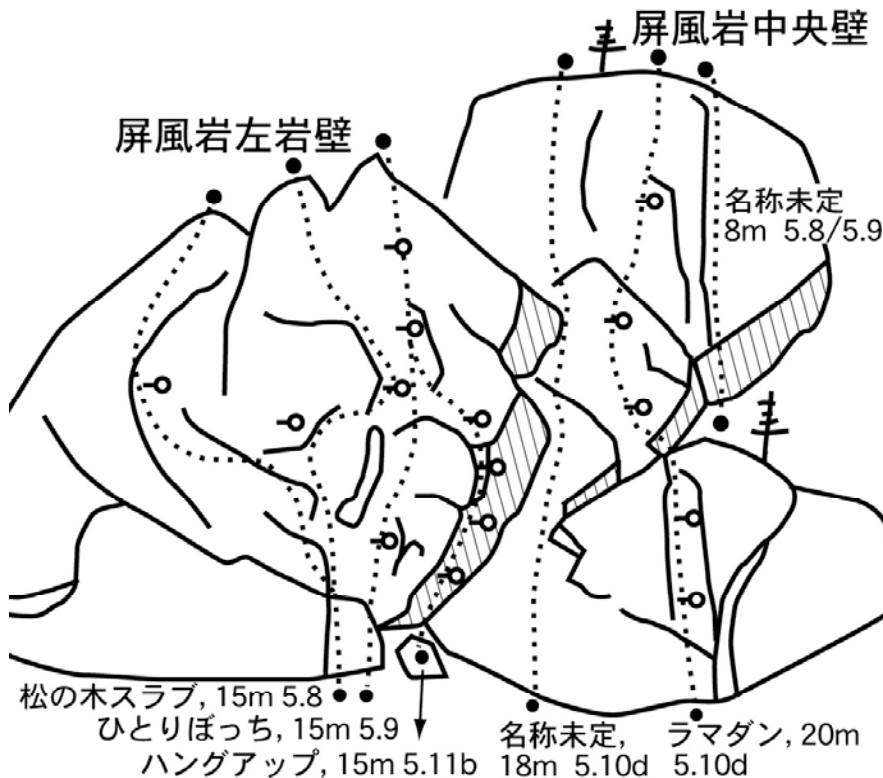 屏風岩中央壁
屏風岩左岩壁
名称未定
8m 5.8/5.9
松の木スラブ, 15m 5.8
ひとりぼっち, 15m 5.9
ハングアップ, 15m 5.11b
名称未定,
18m 5.10d
ラマダン, 20m
5.10d